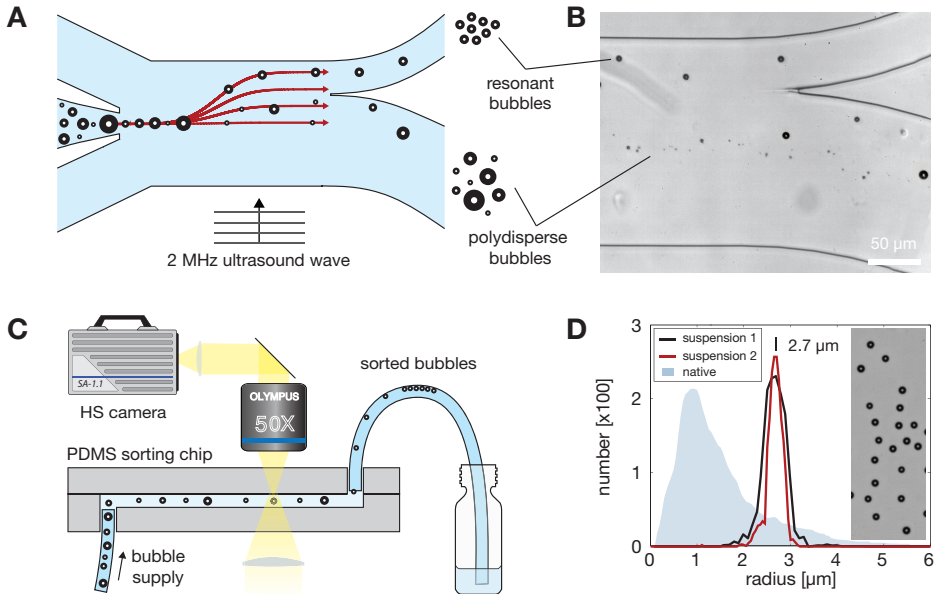 A
resonant
bubbles
polydisperse
bubbles
2 MHz ultrasound wave
B
50 µm
C
SA-1.1
HS camera
OLYMPUS
50X
sorted bubbles
PDMS sorting chip
bubble
supply
D
suspension 1
suspension 2
native
2.7 µm
number [x100]
3
2
1
0
0
1
2
3
4
5
6
radius [µm]